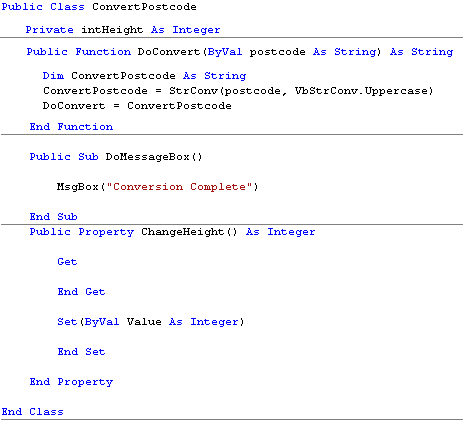 Public Class ConvertPostcode
Private intHeight As Integer
Public Function DoConvert(ByVal postcode As String) As String
Dim ConvertPostcode As String
ConvertPostcode = StrConv(postcode, VbStrConv.Uppercase)
DoConvert = ConvertPostcode
End Function
Public Sub DoMessageBox()
MsgBox("Conversion Complete")
End Sub
Public Property ChangeHeight() As Integer
Get
End Get
Set(ByVal Value As Integer)
End Set
End Property
End Class